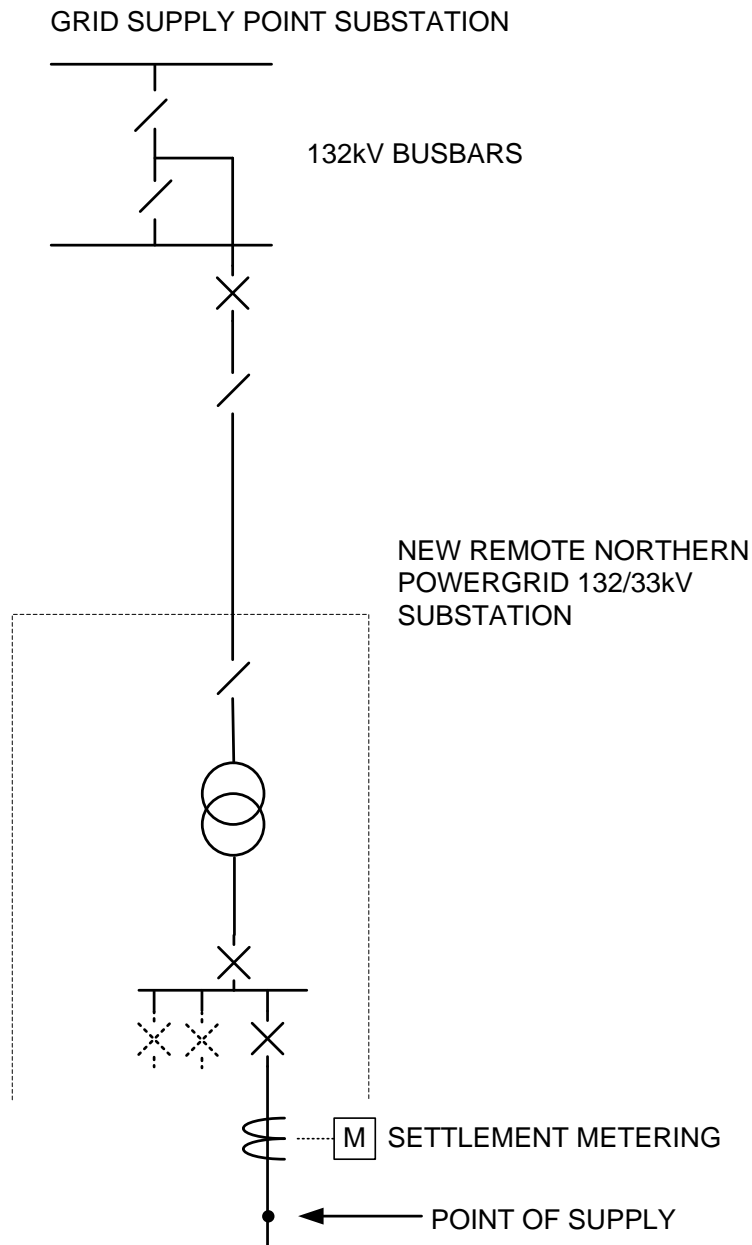 GRID SUPPLY POINT SUBSTATION
132kV BUSBARS
NEW REMOTE NORTHERN
POWERGRID 132/33kV
SUBSTATION
M SETTLEMENT METERING
POINT OF SUPPLY